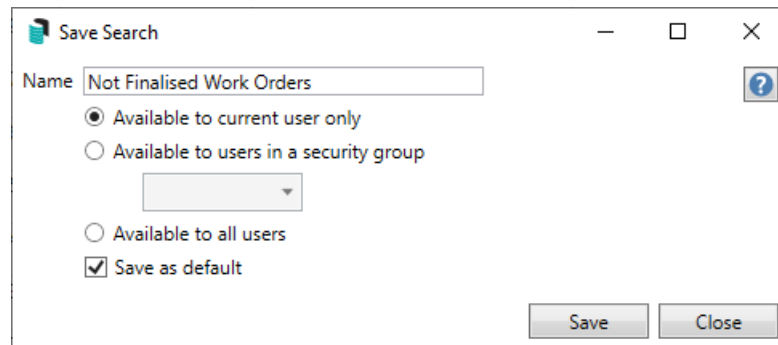 Save Search
Name Not Finalised Work Orders
Available to current user only
Available to users in a security group
Available to all users
Save as default
Save Close